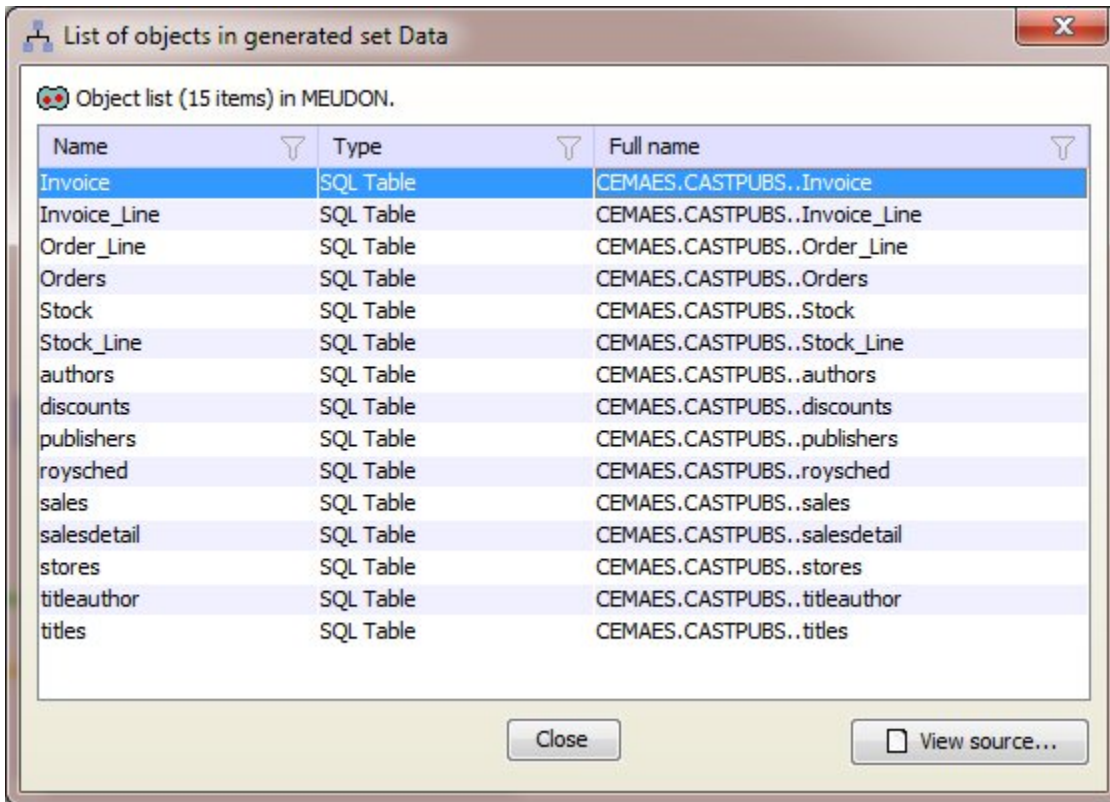 List of objects in generated set Data
Object list (15 items) in MEUDON.
Name Type Full name
Invoice SQL Table CEMAES.CASTPUBS..Invoice
Invoice_Line SQL Table CEMAES.CASTPUBS..Invoice_Line
Order_Line SQL Table CEMAES.CASTPUBS..Order_Line
Orders SQL Table CEMAES.CASTPUBS..Orders
Stock SQL Table CEMAES.CASTPUBS..Stock
Stock_Line SQL Table CEMAES.CASTPUBS..Stock_Line
authors SQL Table CEMAES.CASTPUBS..authors
discounts SQL Table CEMAES.CASTPUBS..discounts
publishers SQL Table CEMAES.CASTPUBS..publishers
roysched SQL Table CEMAES.CASTPUBS..roysched
sales SQL Table CEMAES.CASTPUBS..sales
salesdetail SQL Table CEMAES.CASTPUBS..salesdetail
stores SQL Table CEMAES.CASTPUBS..stores
titleauthor SQL Table CEMAES.CASTPUBS..titleauthor
titles SQL Table CEMAES.CASTPUBS..titles
Close View source...